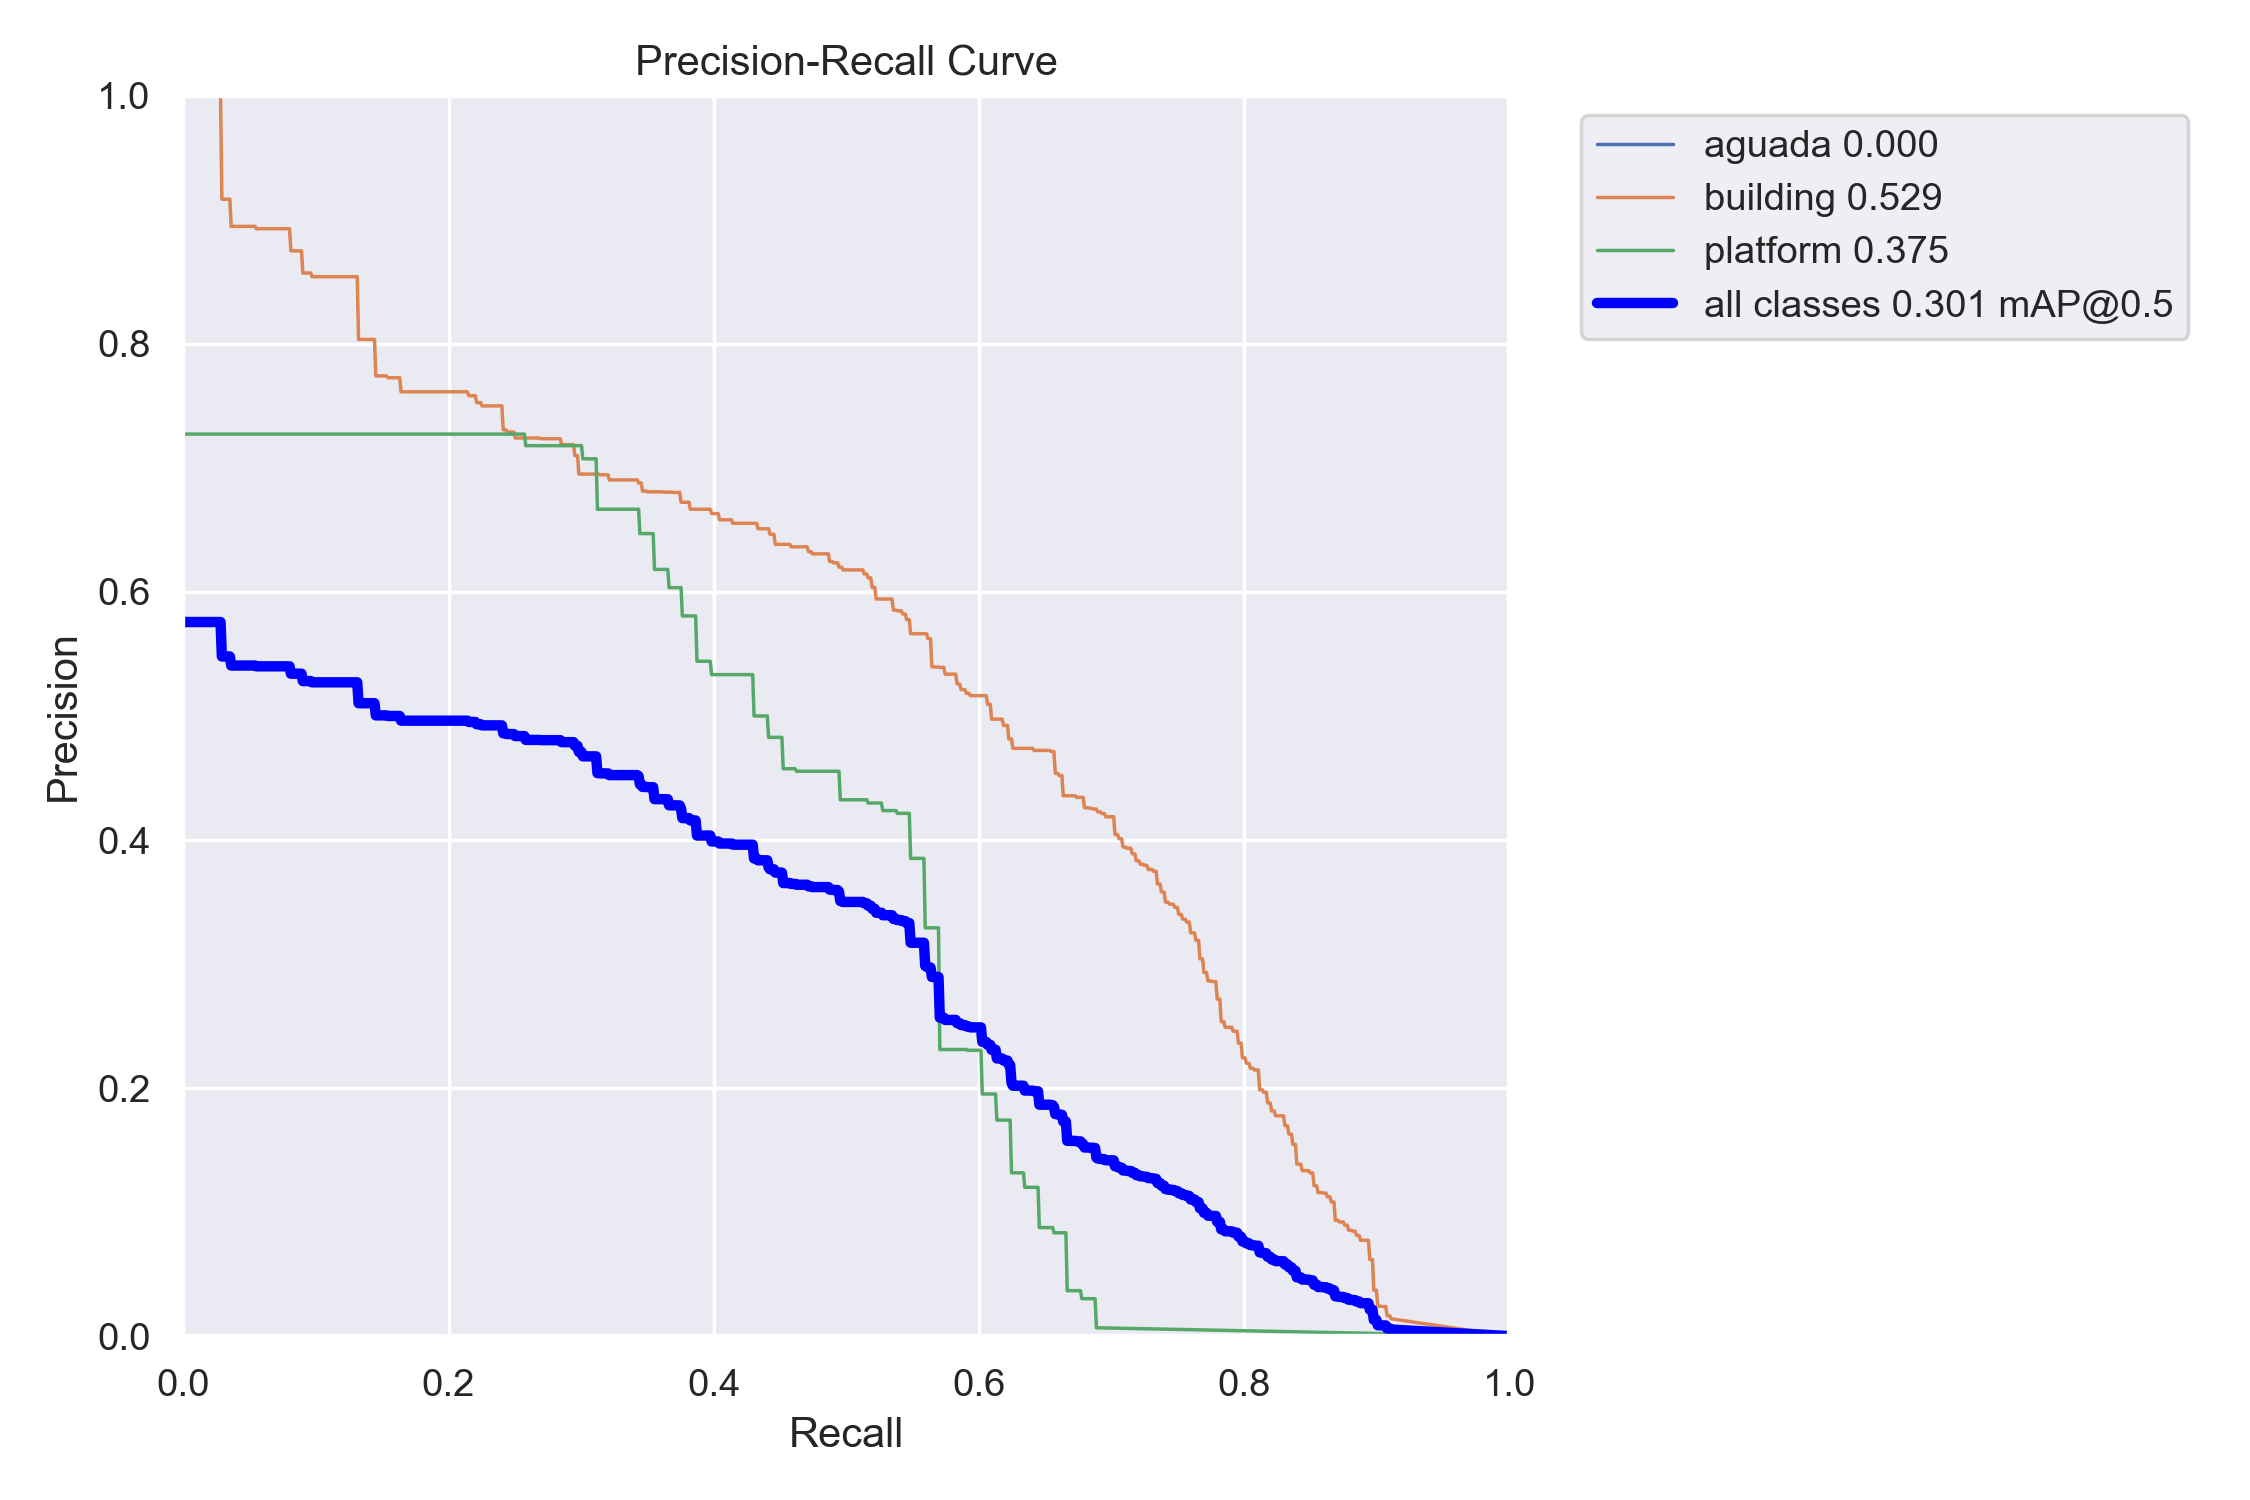 Precision-Recall Curve
1.0
0.8
0.6
0.4
0.2
0.0
Precision
0.0 0.2 0.4 0.6 0.8 1.0
Recall
aguada 0.000
building 0.529
platform 0.375
all classes 0.301 mAP@0.5